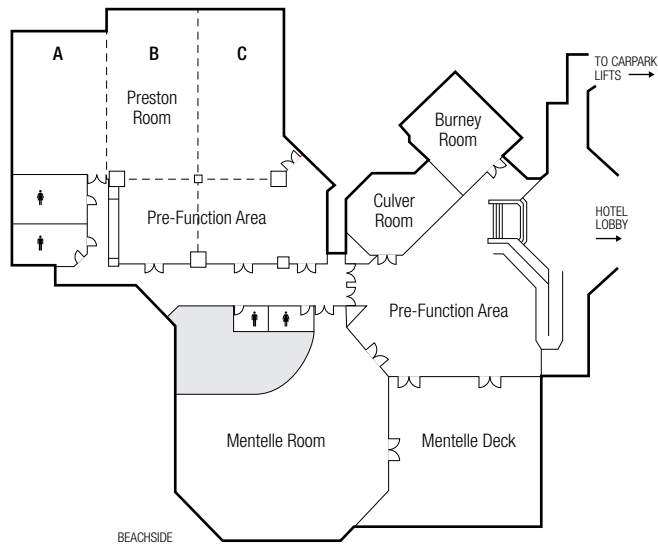 A
B
C
TO CARPARK
LIFTS
Preston
Room
Burney
Room
Culver
Room
Pre-Function Area
HOTEL
LOBBY
Pre-Function Area
Mentelle Room
Mentelle Deck
BEACHSIDE